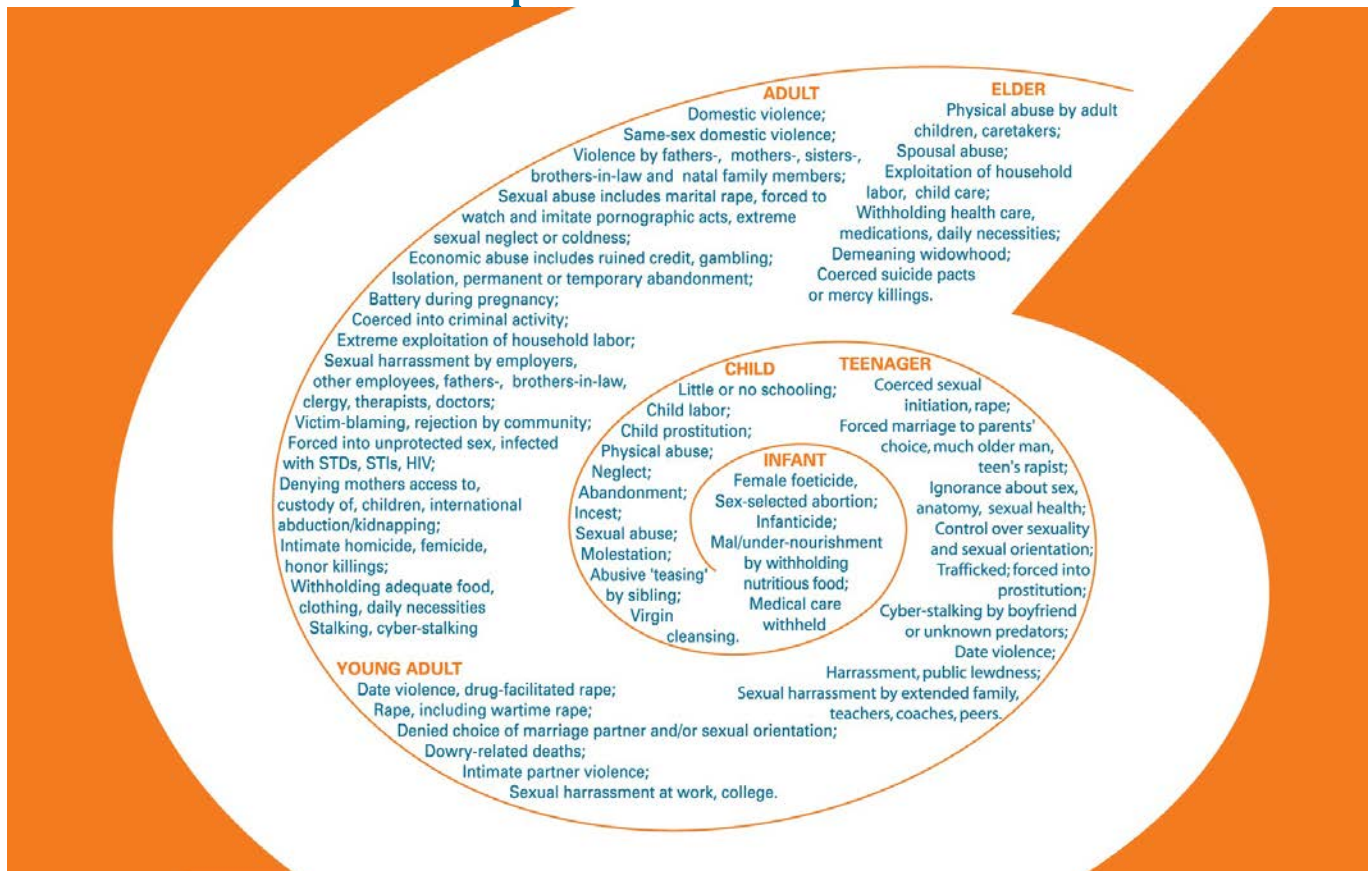 ADULT
Domestic violence;
Same-sex domestic violence;
Violence by fathers-, mothers-, sisters-,
brothers-in-law and natal family members;
Sexual abuse includes marital rape, forced to
watch and imitate pornographic acts, extreme
sexual neglect or coldness;
Economic abuse includes ruined credit, gambling;
Isolation, permanent or temporary abandonment;
Battery during pregnancy;
Coerced into criminal activity;
Extreme exploitation of household labor;
Sexual harrassment by employers,
other employees, fathers-, brothers-in-law,
clergy, therapists, doctors;
Victim-blaming, rejection by community;
Forced into unprotected sex, infected
with STDs, STIs, HIV;
Denying mothers access to,
custody of, children, international
abduction/kidnapping;
Intimate homicide, femicide,
honor killings;
Withholding adequate food,
clothing, daily necessities
Stalking, cyber-stalking
ELDER
Physical abuse by adult
children, caretakers;
Spousal abuse;
Exploitation of household
labor, child care;
Withholding health care,
medications, daily necessities;
Demeaning widowhood;
Coerced suicide pacts
or mercy killings.
CHILD
Little or no schooling;
Child labor;
Child prostitution;
Physical abuse;
Neglect;
Abandonment;
Incest;
Sexual abuse;
Molestation;
Abusive 'teasing'
by sibling;
Virgin
cleansing.
INFANT
Female foeticide,
Sex-selected abortion;
Infanticide;
Mal/under-nourishment
by withholding
nutritious food;
Medical care
withheld
TEENAGER
Coerced sexual
initiation, rape;
Forced marriage to parents'
choice, much older man,
teen's rapist;
Ignorance about sex,
anatomy, sexual health;
Control over sexuality
and sexual orientation;
Trafficked; forced into
prostitution;
Cyber-stalking by boyfriend
or unknown predators;
Date violence;
Harrassment, public lewdness;
Sexual harrassment by extended family,
teachers, coaches, peers.
YOUNG ADULT
Date violence, drug-facilitated rape;
Rape, including wartime rape;
Denied choice of marriage partner and/or sexual orientation;
Dowry-related deaths;
Intimate partner violence;
Sexual harrassment at work, college.